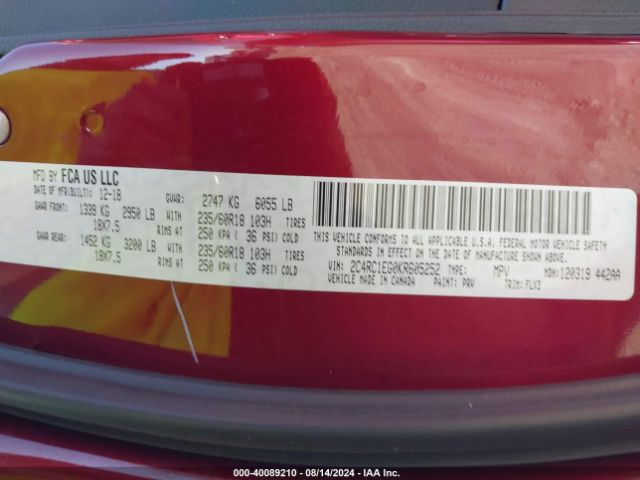 MFD BY FCA US LLC
DATE OF MFR(BUILT): 12-18 GVWR: 2747 KG 6055 LB
GAWR FRONT: 1339 KG 2950 LB WITH 235/60R18 103H TIRES
18X7.5 RIMS AT 250 KPA ( 36 PSI) COLD
GAWR REAR: 1452 KG 3200 LB WITH 235/60R18 103H TIRES
18X7.5 RIMS AT 250 KPA ( 36 PSI) COLD
THIS VEHICLE CONFORMS TO ALL APPLICABLE U.S.A. FEDERAL MOTOR VEHICLE SAFETY
STANDARDS IN EFFECT ON THE DATE OF MANUFACTURE SHOWN ABOVE.
VIN: 2C4RC1EG0KR605252 TYPE: MPV MDH: 120319 442AA
VEHICLE MADE IN CANADA PAINT: PRV TRIM: FLX3
000-40089210 - 08/14/2024 - IAA Inc.